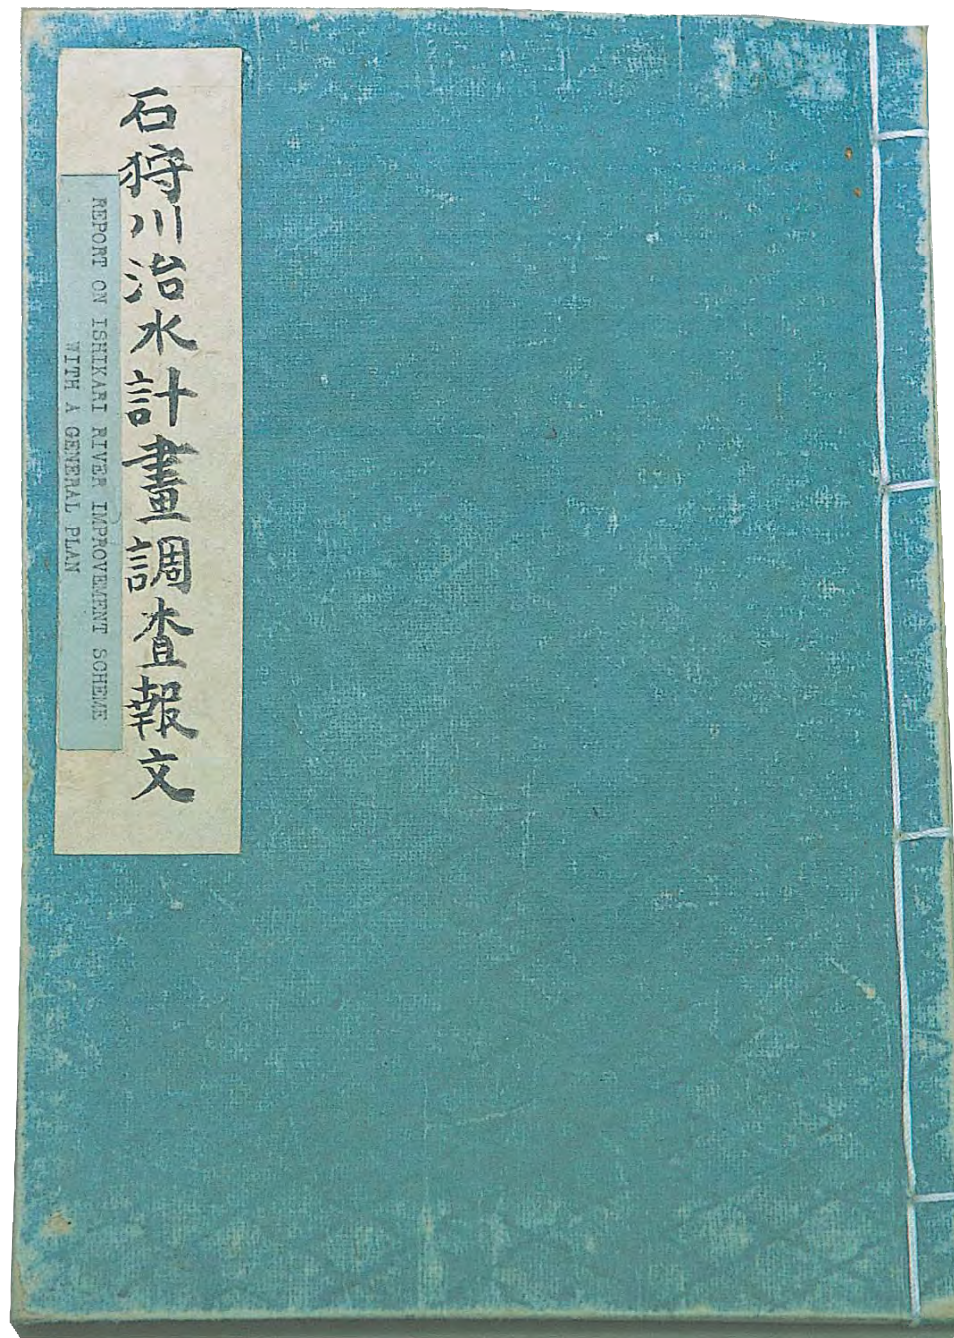 石狩川治水計畫調査報文
REPORT ON ISHIKARI RIVER IMPROVEMENT SCHEME
WITH A GENERAL PLAN